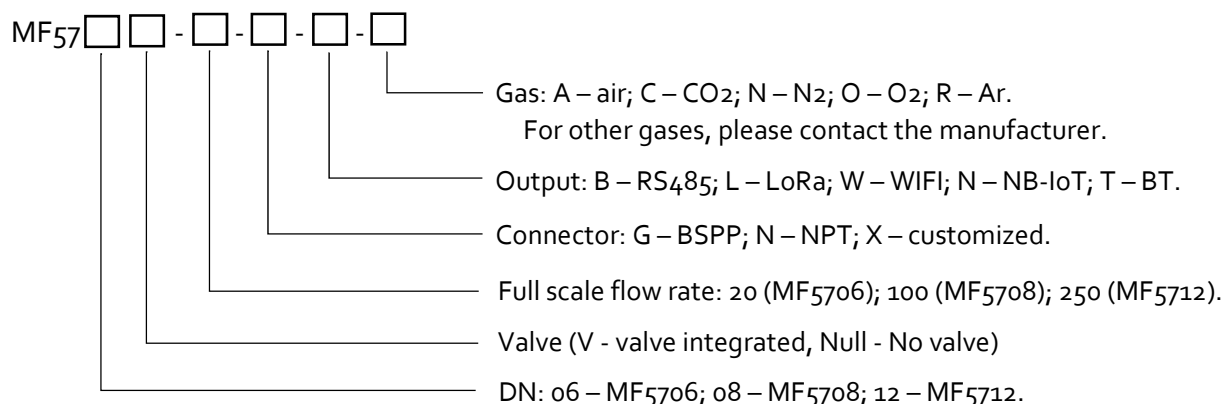 MF57□□ - □ - □ - □ - □
Gas: A – air; C – CO2; N – N2; O – O2; R – Ar.
For other gases, please contact the manufacturer.
Output: B – RS485; L – LoRa; W – WIFI; N – NB-IoT; T – BT.
Connector: G – BSPP; N – NPT; X – customized.
Full scale flow rate: 20 (MF5706); 100 (MF5708); 250 (MF5712).
Valve (V - valve integrated, Null - No valve)
DN: 06 – MF5706; 08 – MF5708; 12 – MF5712.